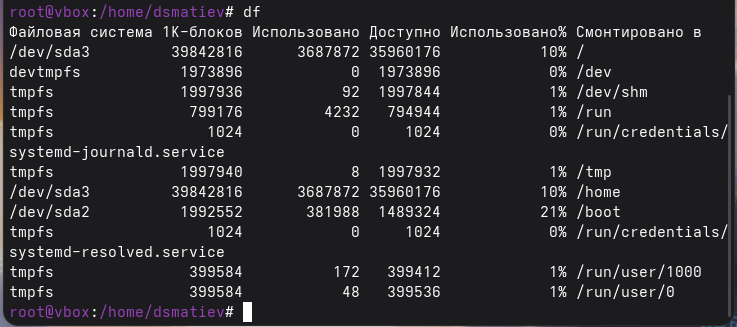 root@vbox:/home/dsmatiev# df
Файловая система 1К-блоков Использовано Доступно Использовано% Смонтировано в
/dev/sda3 39842816 3687872 35960176 10% /
devtmpfs 1973896 0 1973896 0% /dev
tmpfs 1997936 92 1997844 1% /dev/shm
tmpfs 799176 4232 794944 1% /run
tmpfs 1024 0 1024 0% /run/credentials/
systemd-journald.service
tmpfs 1997940 8 1997932 1% /tmp
/dev/sda3 39842816 3687872 35960176 10% /home
/dev/sda2 1992552 381988 1489324 21% /boot
tmpfs 1024 0 1024 0% /run/credentials/
systemd-resolved.service
tmpfs 399584 172 399412 1% /run/user/1000
tmpfs 399584 48 399536 1% /run/user/0
root@vbox:/home/dsmatiev#